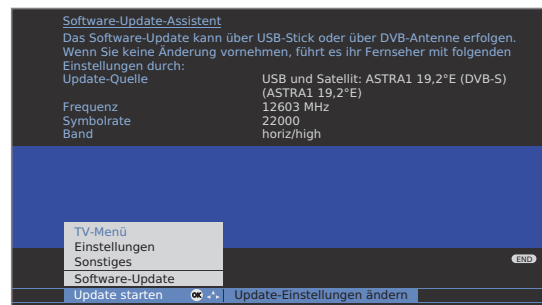 Software-Update-Assistent
Das Software-Update kann über USB-Stick oder über DVB-Antenne erfolgen.
Wenn Sie keine Änderung vornehmen, führt es ihr Fernseher mit folgenden
Einstellungen durch:
Update-Quelle USB und Satellit: ASTRA1 19,2°E (DVB-S)
(ASTRA1 19,2°E)
Frequenz 12603 MHz
Symbolrate 22000
Band horiz/high
TV-Menü
Einstellungen
Sonstiges
END
Software-Update
Update starten OK Update-Einstellungen ändern